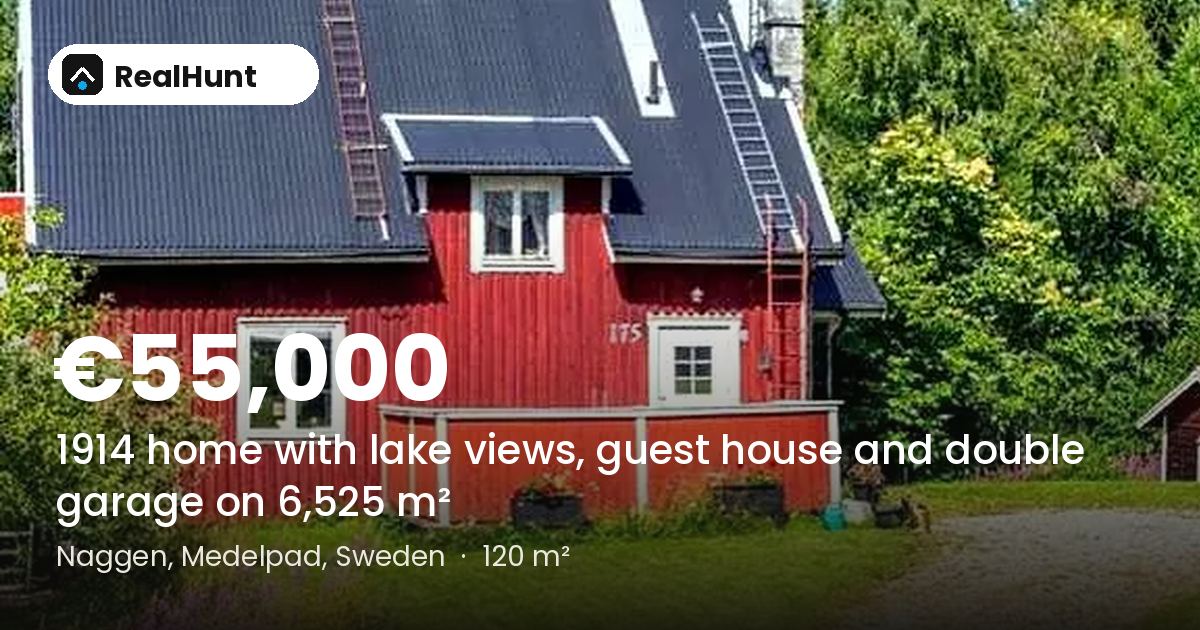 RealHunt
175
€55,000
1914 home with lake views, guest house and double
garage on 6,525 m²
Naggen, Medelpad, Sweden · 120 m²